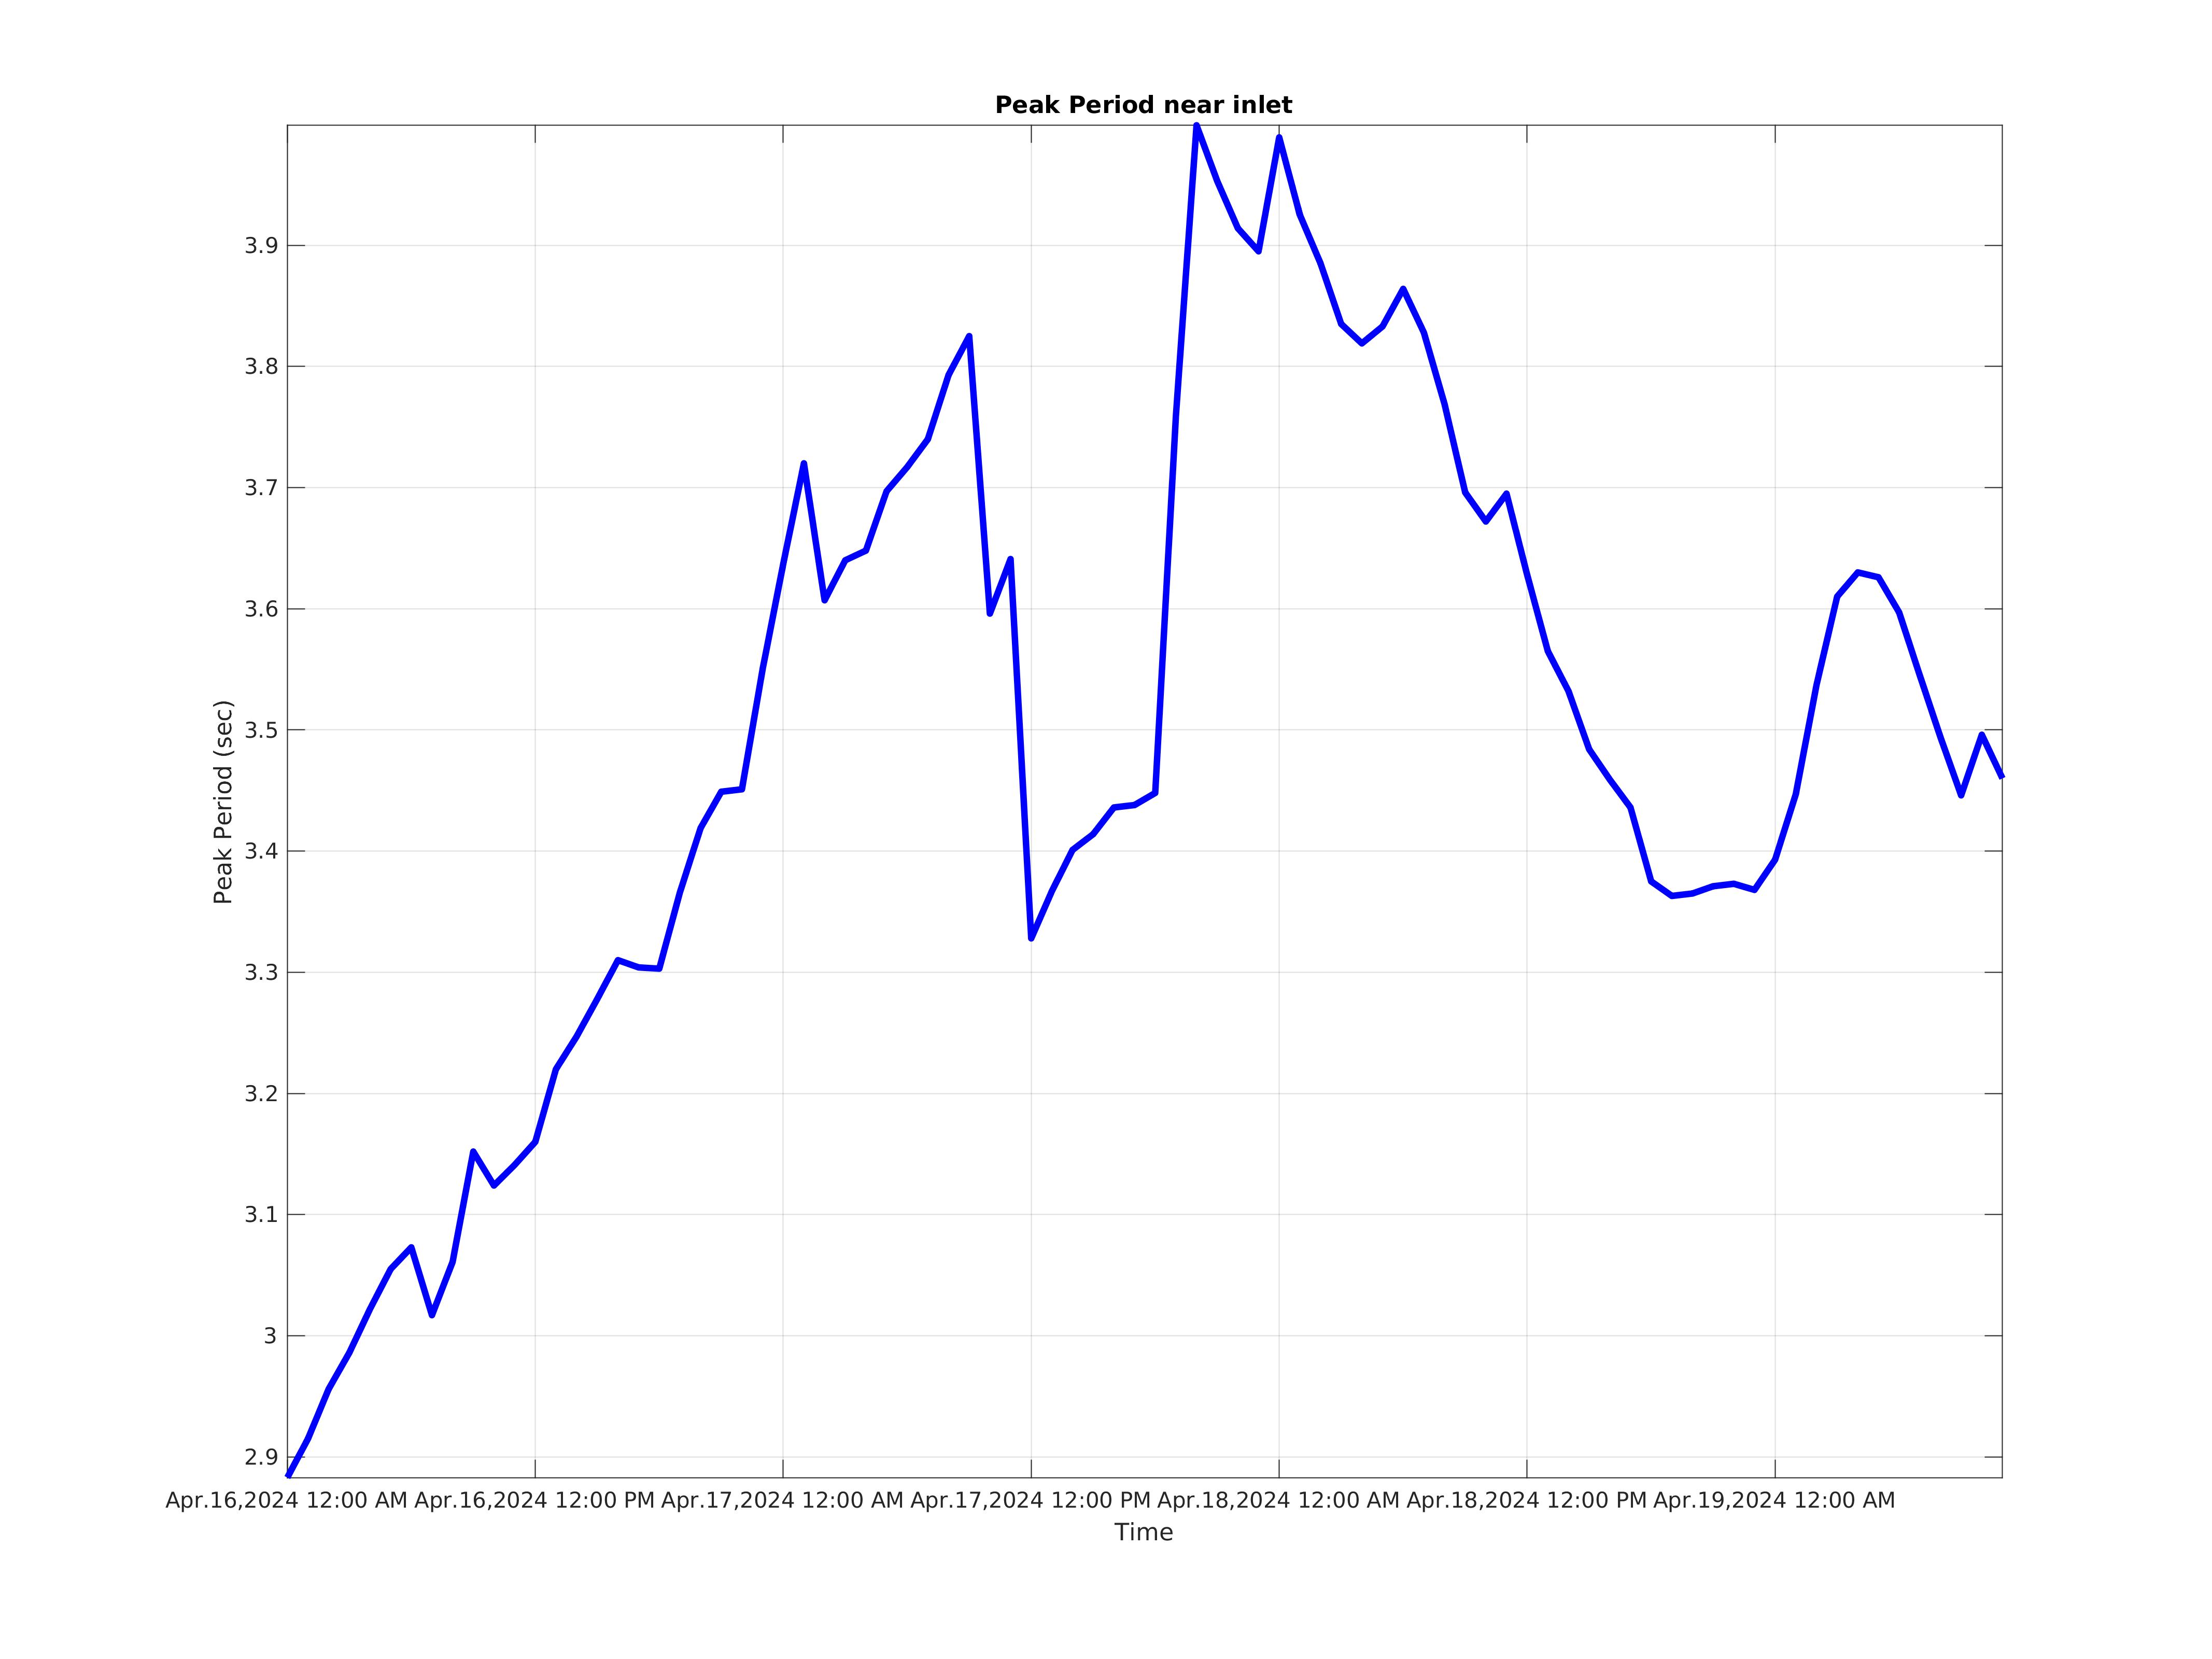 Peak Period near inlet
3.9
3.8
3.7
3.6
3.5
3.4
3.3
3.2
3.1
3
2.9
Peak Period (sec)
Apr.16,2024 12:00 AM Apr.16,2024 12:00 PM Apr.17,2024 12:00 AM Apr.17,2024 12:00 PM Apr.18,2024 12:00 AM Apr.18,2024 12:00 PM Apr.19,2024 12:00 AM
Time